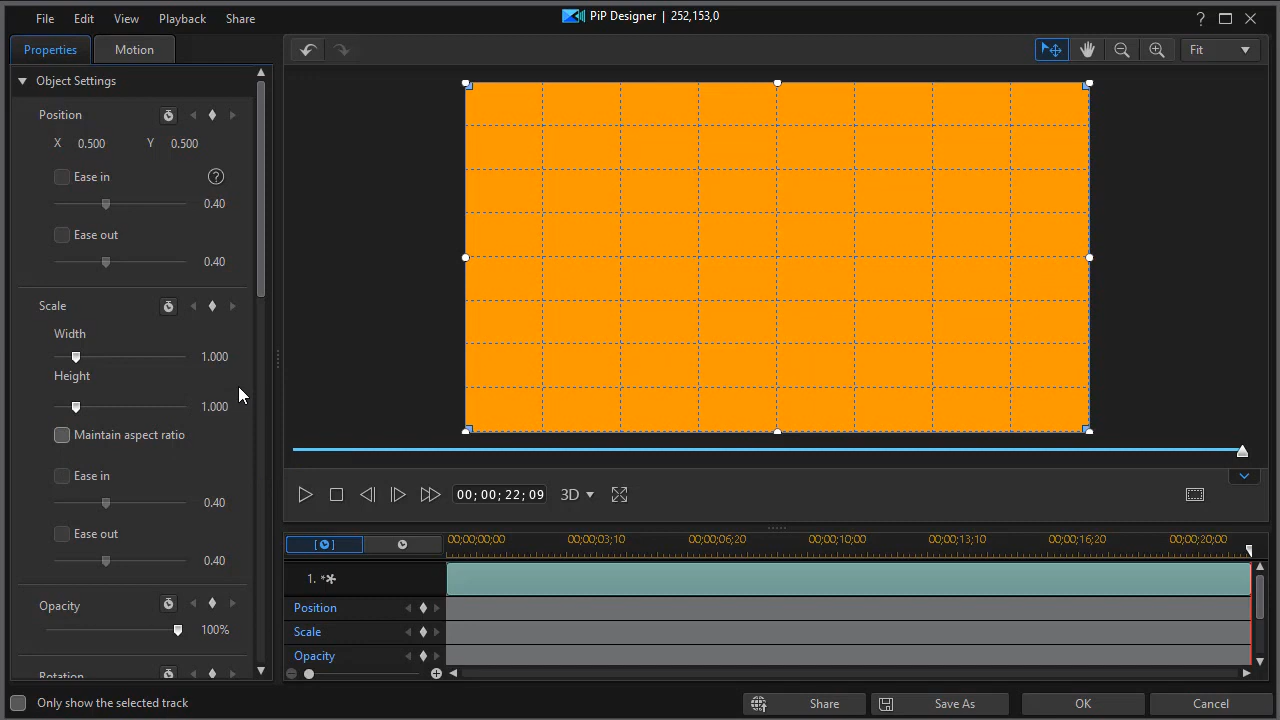 File Edit View Playback Share
PiP Designer | 252,153,0
?
Properties Motion
Fit
Object Settings
Position
X 0.500 Y 0.500
Ease in ?
0.40
Ease out
0.40
Scale
Width
1.000
Height
1.000
Maintain aspect ratio
Ease in
0.40
Ease out
0.40
Opacity
100%
Rotation
00; 00; 22; 09
3D
00;00;00;00 00;00;03;10 00;00;06;20 00;00;10;00 00;00;13;10 00;00;16;20 00;00;20;00
1. **
Position
Scale
Opacity
Only show the selected track
Share Save As OK Cancel